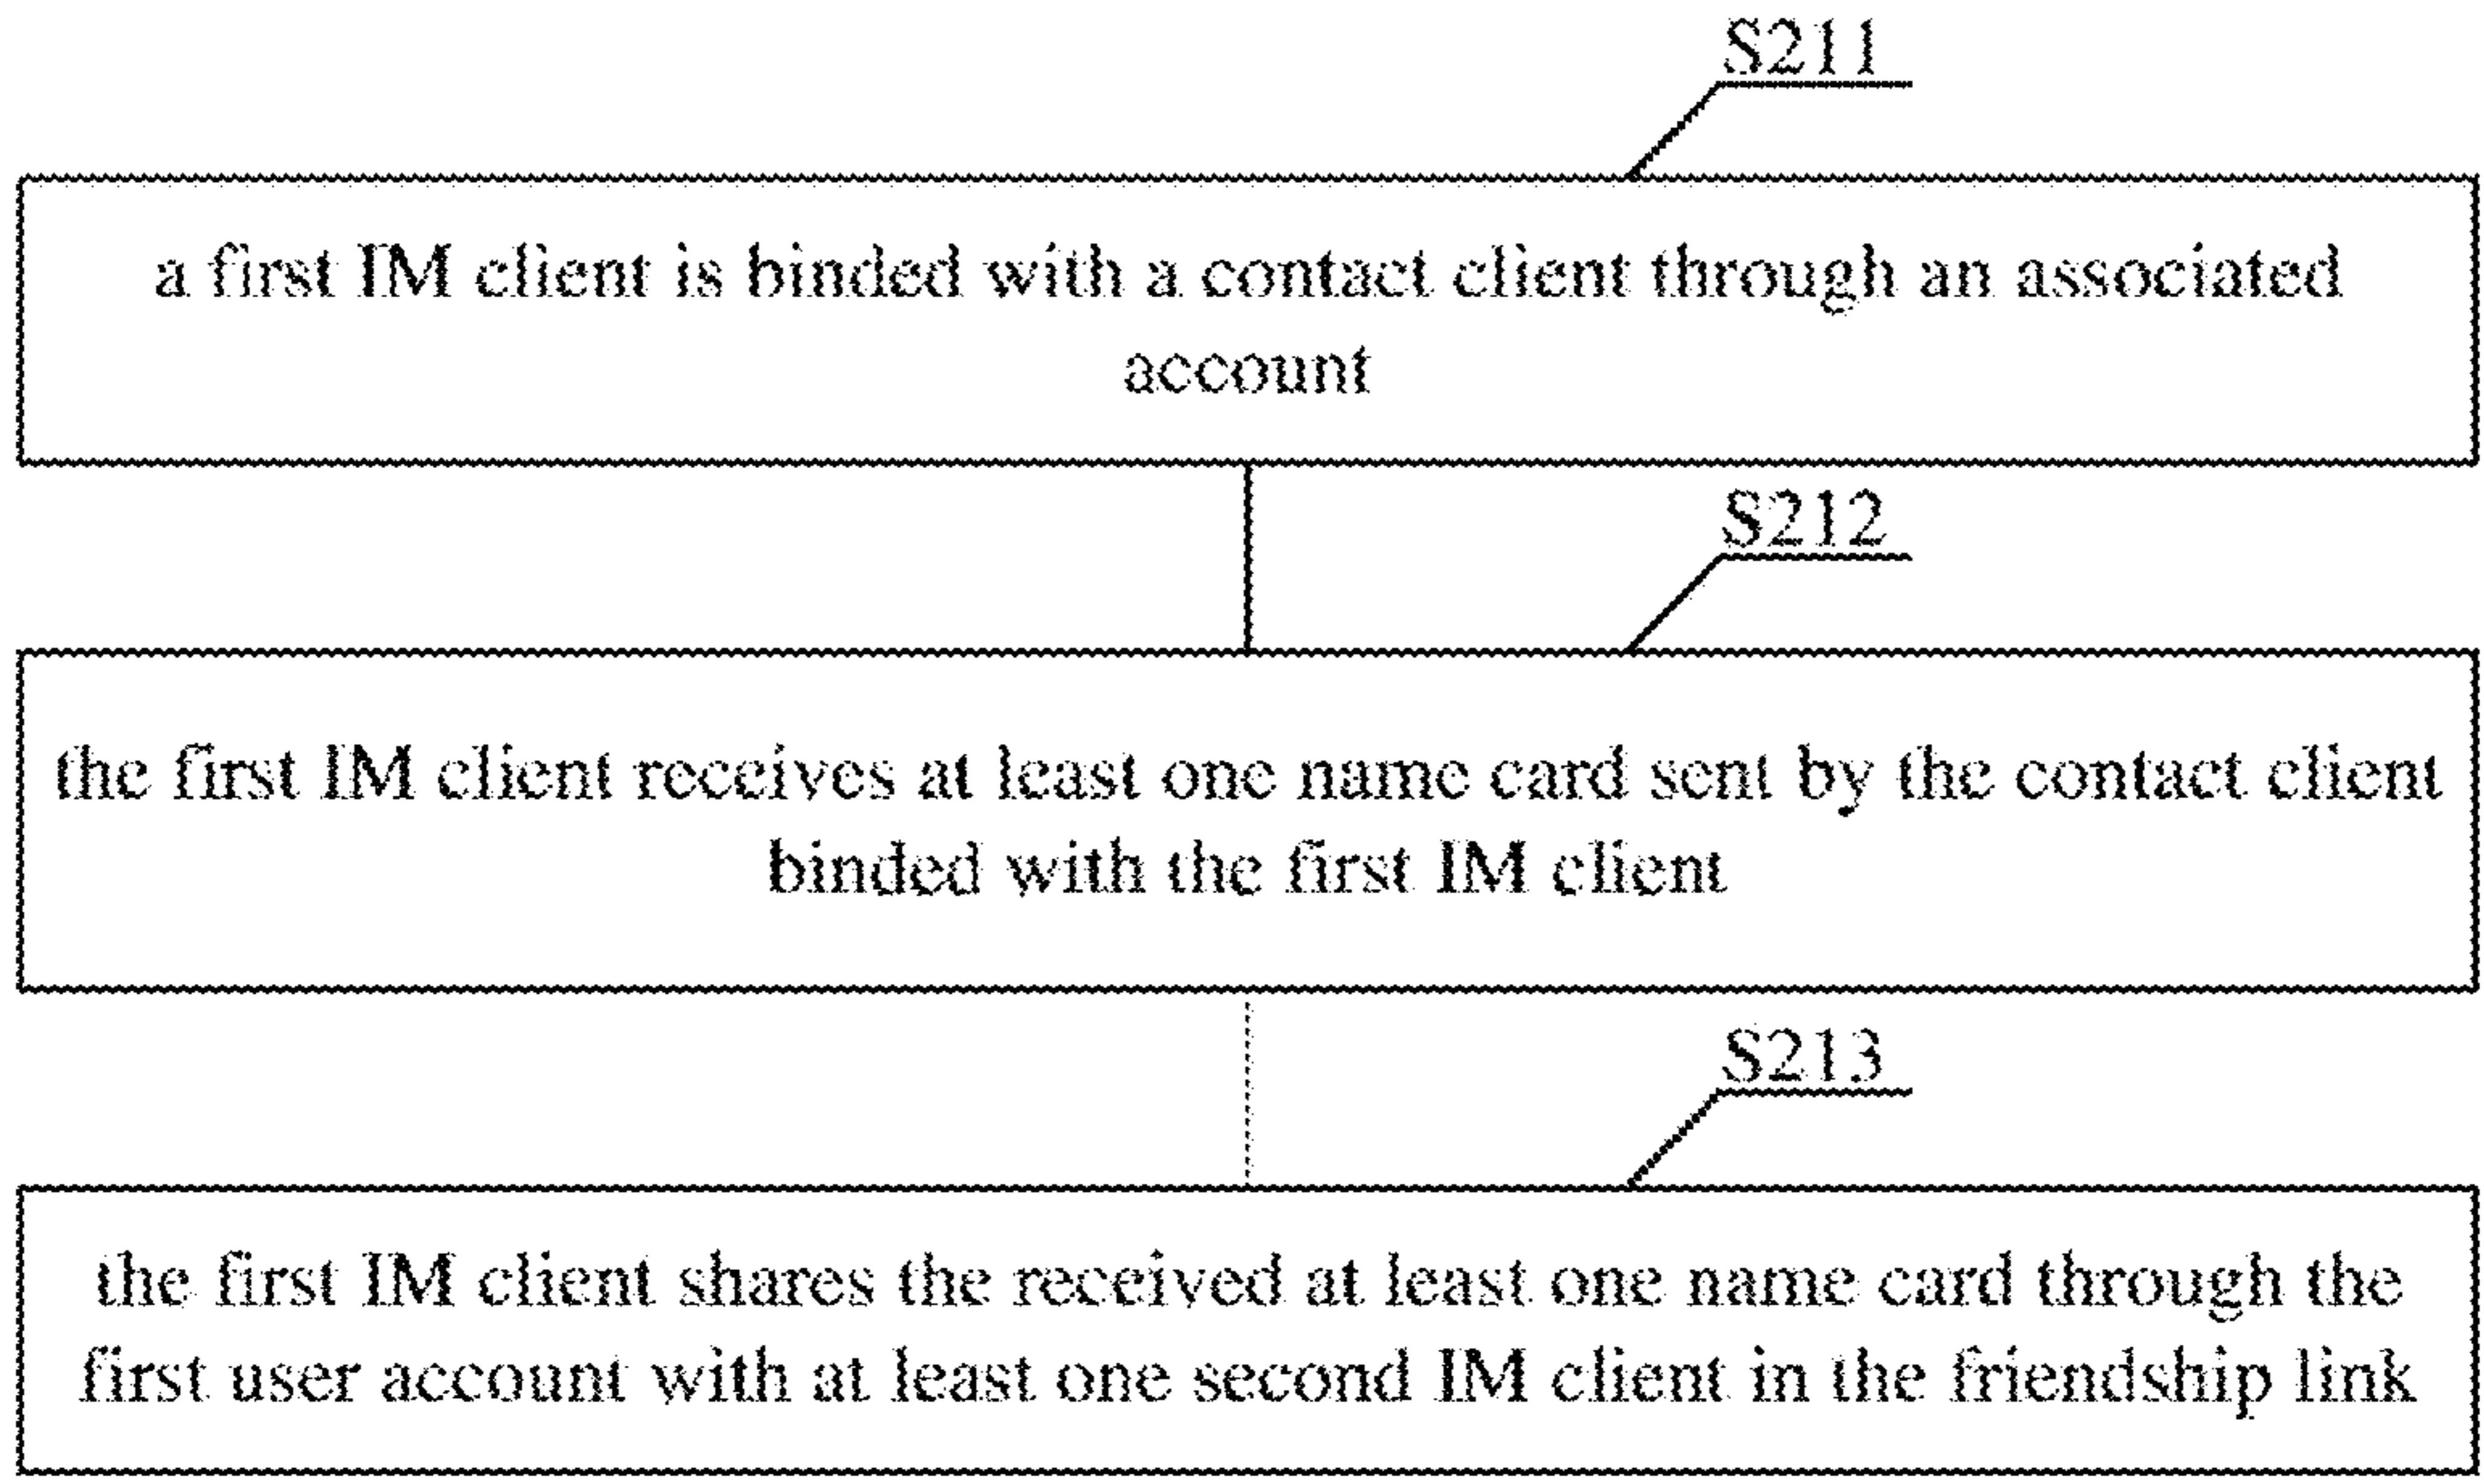 S211
a first IM client is binded with a contact client through an associated
account
S212
the first IM client receives at least one name card sent by the contact client
binded with the first IM client
S213
the first IM client shares the received at least one name card through the
first user account with at least one second IM client in the friendship link